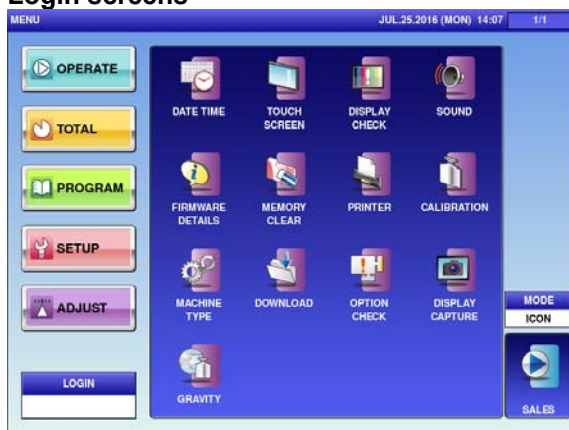 Login screens
MENU
JUL.25.2016 (MON) 14:07
1/1
OPERATE
TOTAL
PROGRAM
SETUP
ADJUST
LOGIN
DATE TIME
TOUCH
SCREEN
DISPLAY
CHECK
SOUND
FIRMWARE
DETAILS
MEMORY
CLEAR
PRINTER
CALIBRATION
MACHINE
TYPE
DOWNLOAD
OPTION
CHECK
DISPLAY
CAPTURE
GRAVITY
MODE
ICON
SALES